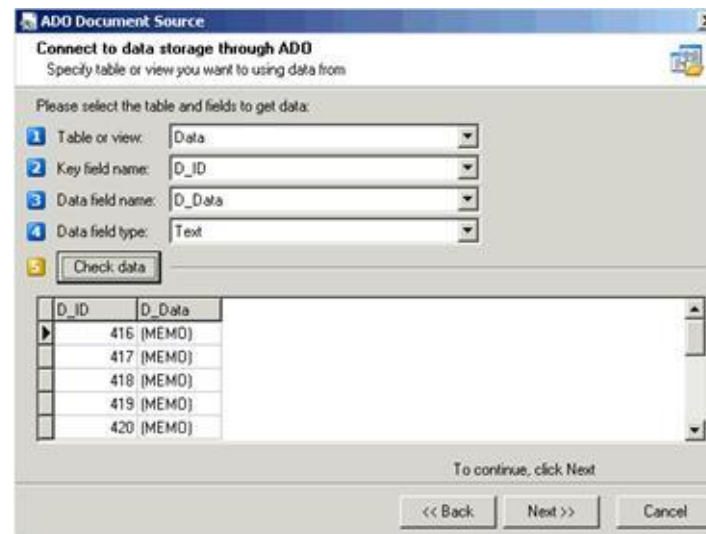 ADO Document Source
Connect to data storage through ADO
Specify table or view you want to using data from
Please select the table and fields to get data:
1 Table or view: Data
2 Key field name: D_ID
3 Data field name: D_Data
4 Data field type: Text
5 Check data
D_ID D_Data
416 (MEMO)
417 (MEMO)
418 (MEMO)
419 (MEMO)
420 (MEMO)
To continue, click Next
<< Back Next >> Cancel